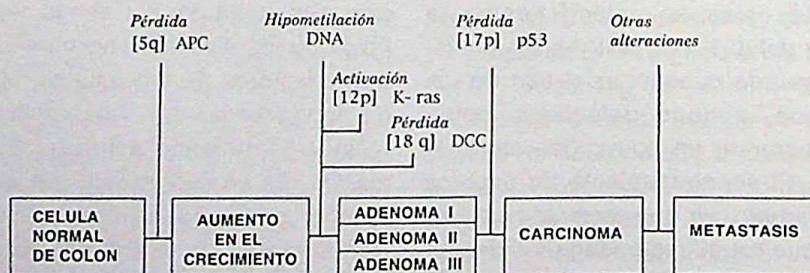 Pérdida
[5q] APC
Hipometilación
DNA
Pérdida
[17p] p53
Otras
alteraciones
Activación
[12p] K- ras
Pérdida
[18 q] DCC
CELULA
NORMAL
DE COLON
AUMENTO
EN EL
CRECIMIENTO
ADENOMA I
ADENOMA II
ADENOMA III
CARCINOMA
METASTASIS